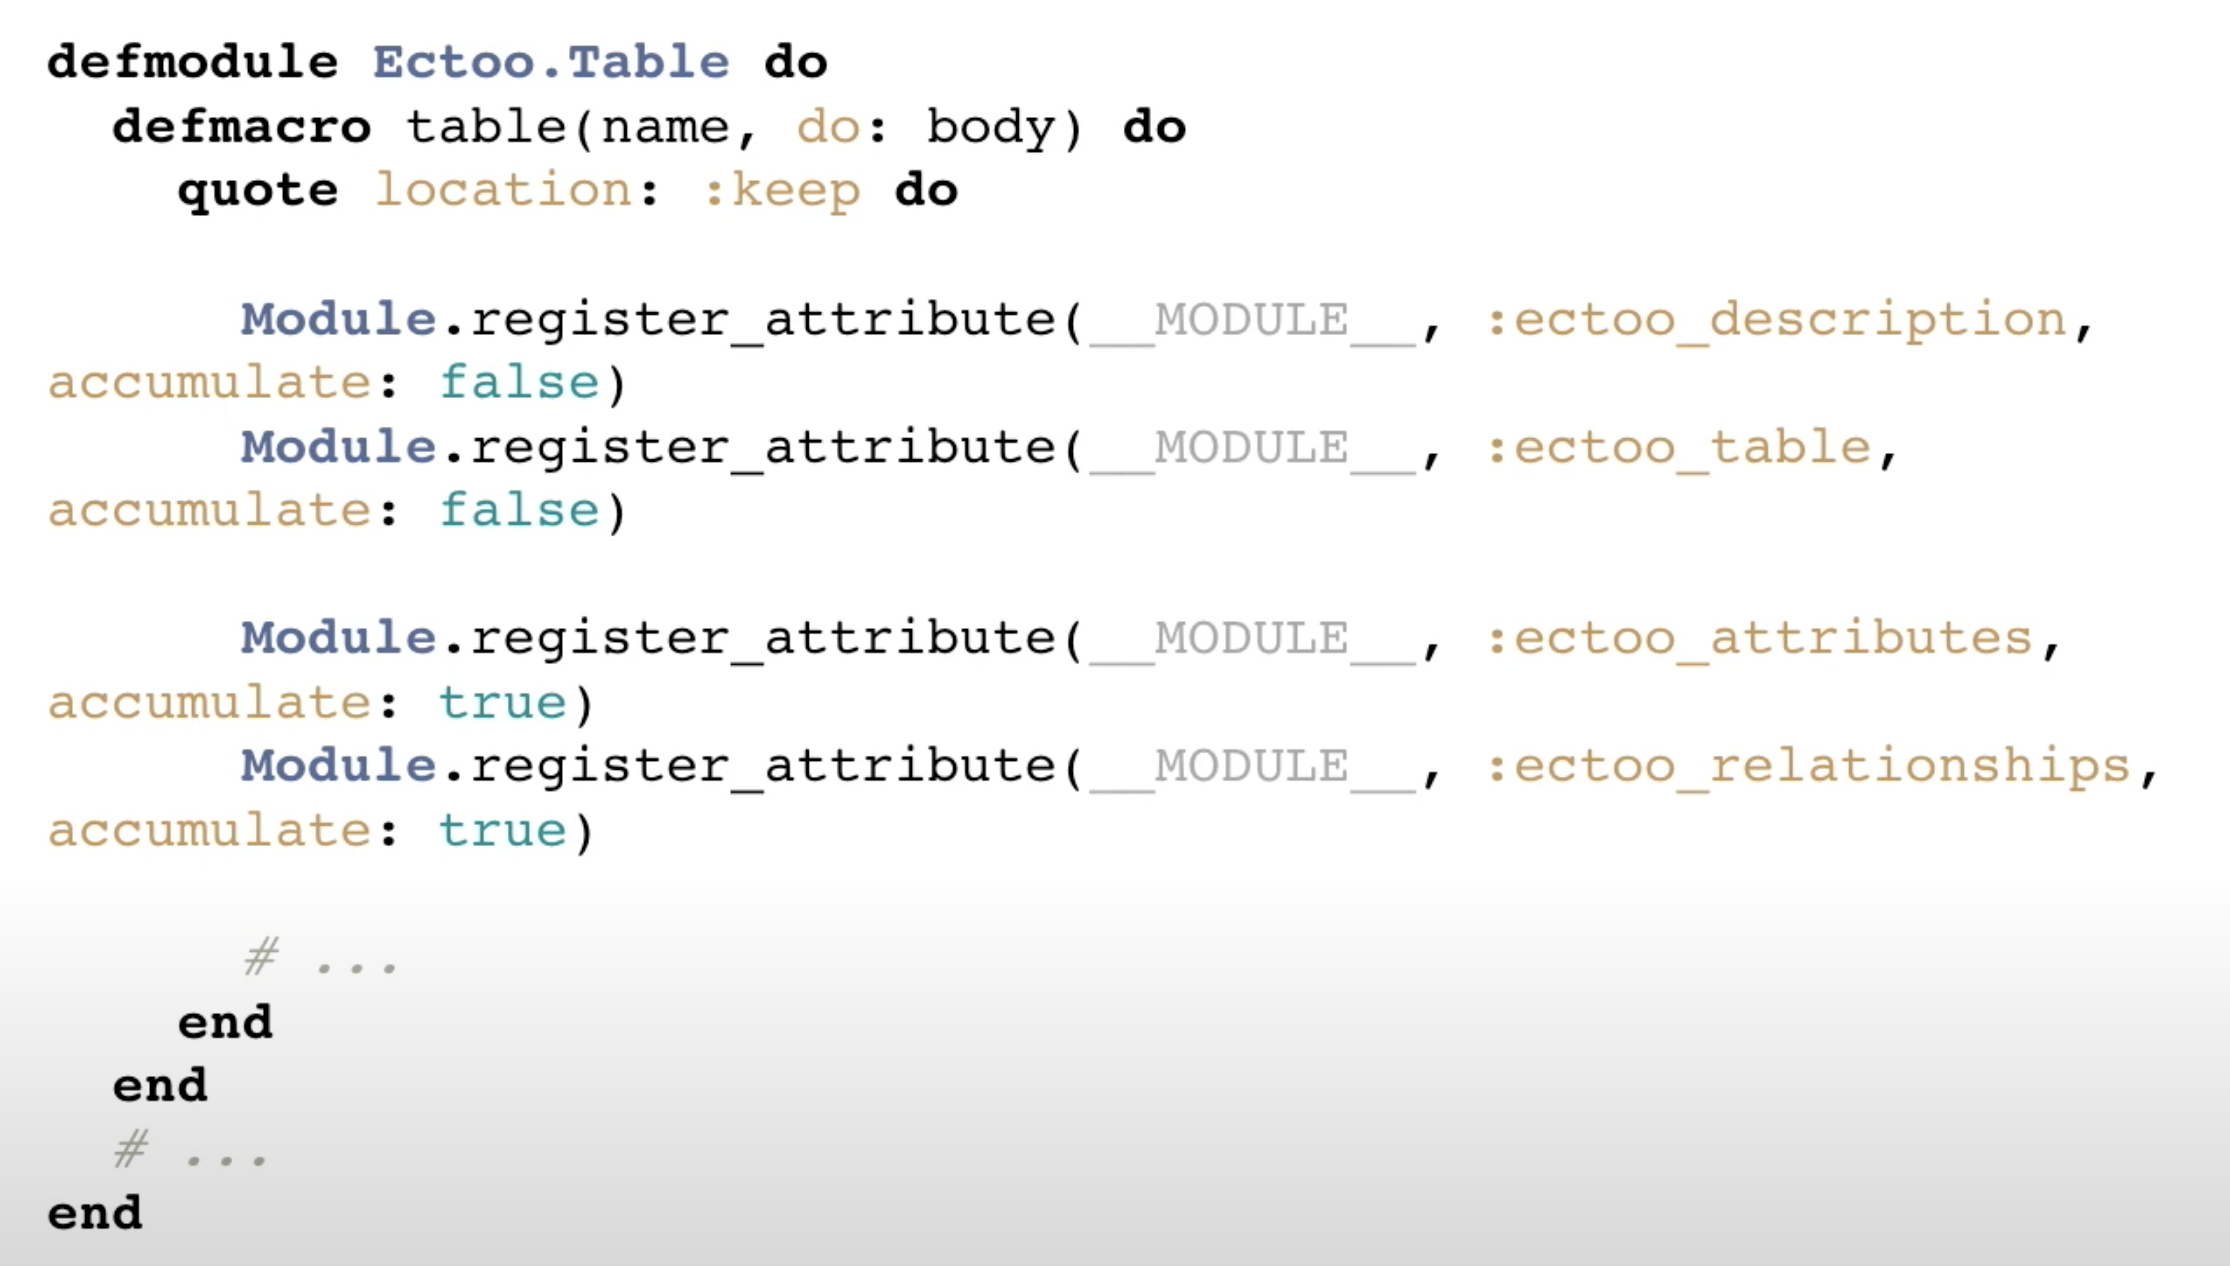 defmodule Ectoo.Table do
  defmacro table(name, do: body) do
    quote location: :keep do

      Module.register_attribute(__MODULE__, :ectoo_description,
accumulate: false)
      Module.register_attribute(__MODULE__, :ectoo_table,
accumulate: false)

      Module.register_attribute(__MODULE__, :ectoo_attributes,
accumulate: true)
      Module.register_attribute(__MODULE__, :ectoo_relationships,
accumulate: true)

      # ...
    end
  end
  # ...
end